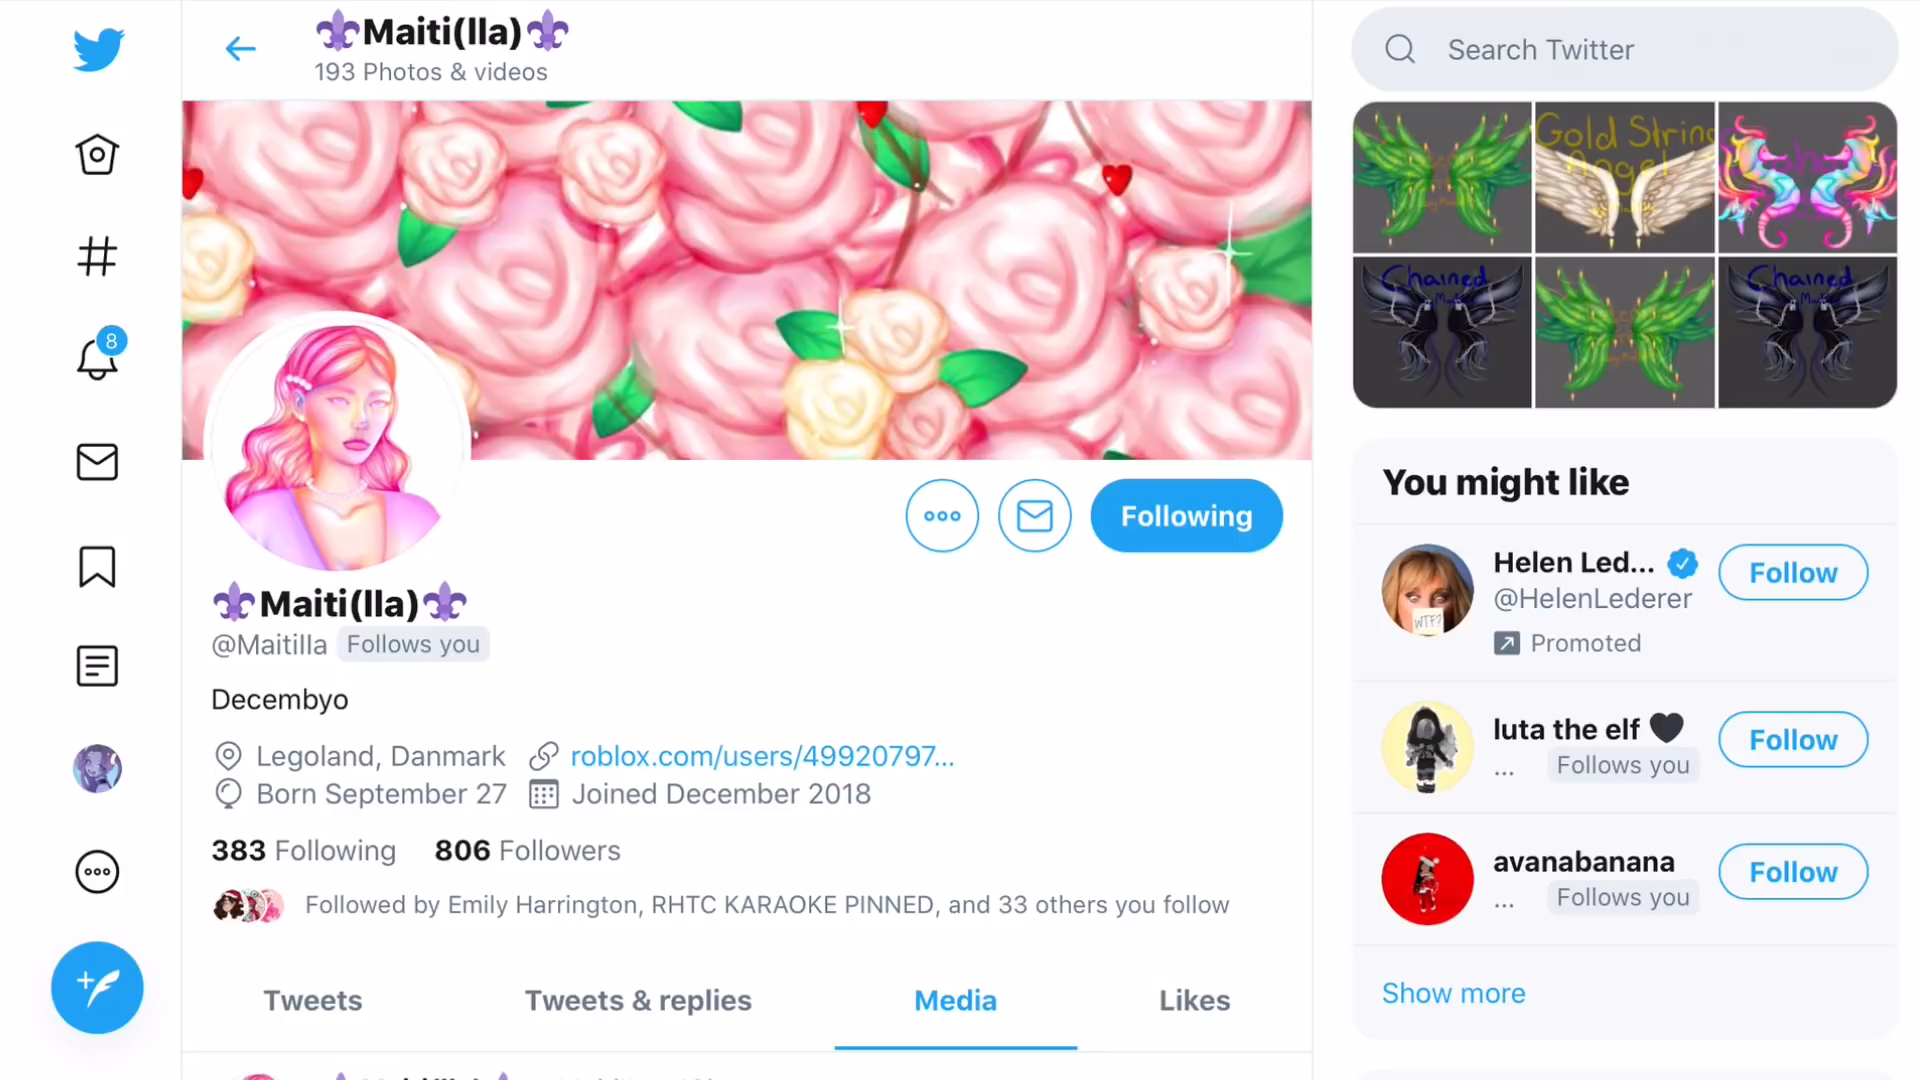 ⚜Maiti(lla)⚜
193 Photos & videos
Search Twitter
Gold String
Angel
Chained
Chained
8
Following
⚜Maiti(lla)⚜
@Maitilla Follows you
Decembyo
Legoland, Danmark roblox.com/users/49920797...
Born September 27 Joined December 2018
383 Following 806 Followers
Followed by Emily Harrington, RHTC KARAOKE PINNED, and 33 others you follow
Tweets Tweets & replies Media Likes
You might like
Helen Led... Follow
@HelenLederer
Promoted
WTF?
luta the elf 🖤 Follow
... Follows you
avanabanana Follow
... Follows you
Show more